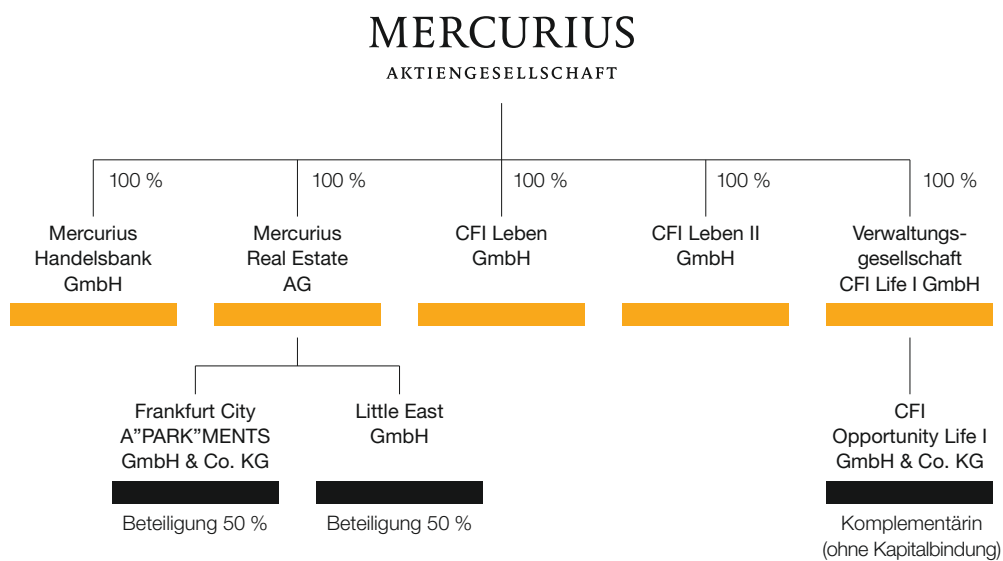 MERCURIUS
AKTIENGESELLSCHAFT
100 %
100 %
100 %
100 %
100 %
Mercurius
Handelsbank
GmbH
Mercurius
Real Estate
AG
CFI Leben
GmbH
CFI Leben II
GmbH
Verwaltungs-
gesellschaft
CFI Life I GmbH
Frankfurt City
A”PARK”MENTS
GmbH & Co. KG
Beteiligung 50 %
Little East
GmbH
Beteiligung 50 %
CFI
Opportunity Life I
GmbH & Co. KG
Komplementärin
(ohne Kapitalbindung)